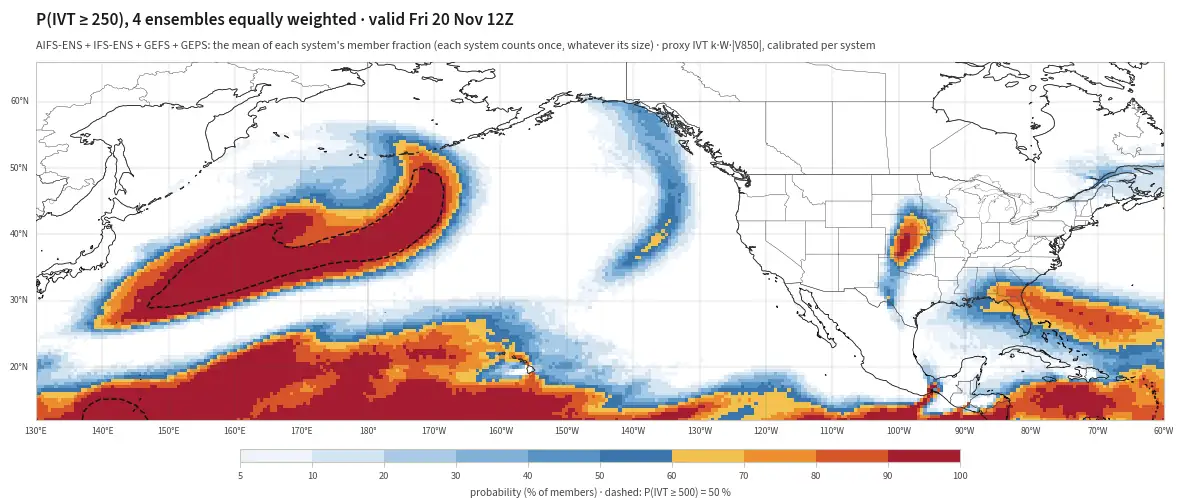 P(IVT ≥ 250), 4 ensembles equally weighted · valid Fri 20 Nov 12Z
AIFS-ENS + IFS-ENS + GEFS + GEPS: the mean of each system's member fraction (each system counts once, whatever its size) · proxy IVT k·W·|V850|, calibrated per system
60°N
50°N
40°N
30°N
20°N
130°E 140°E 150°E 160°E 180° 170°W 160°W 150°W 140°W 130°W 120°W 110°W 100°W 90°W 80°W 70°W 60°W
5 10 20 30 40 50 60 70 80 90 100
probability (% of members) · dashed: P(IVT ≥ 500) = 50 %